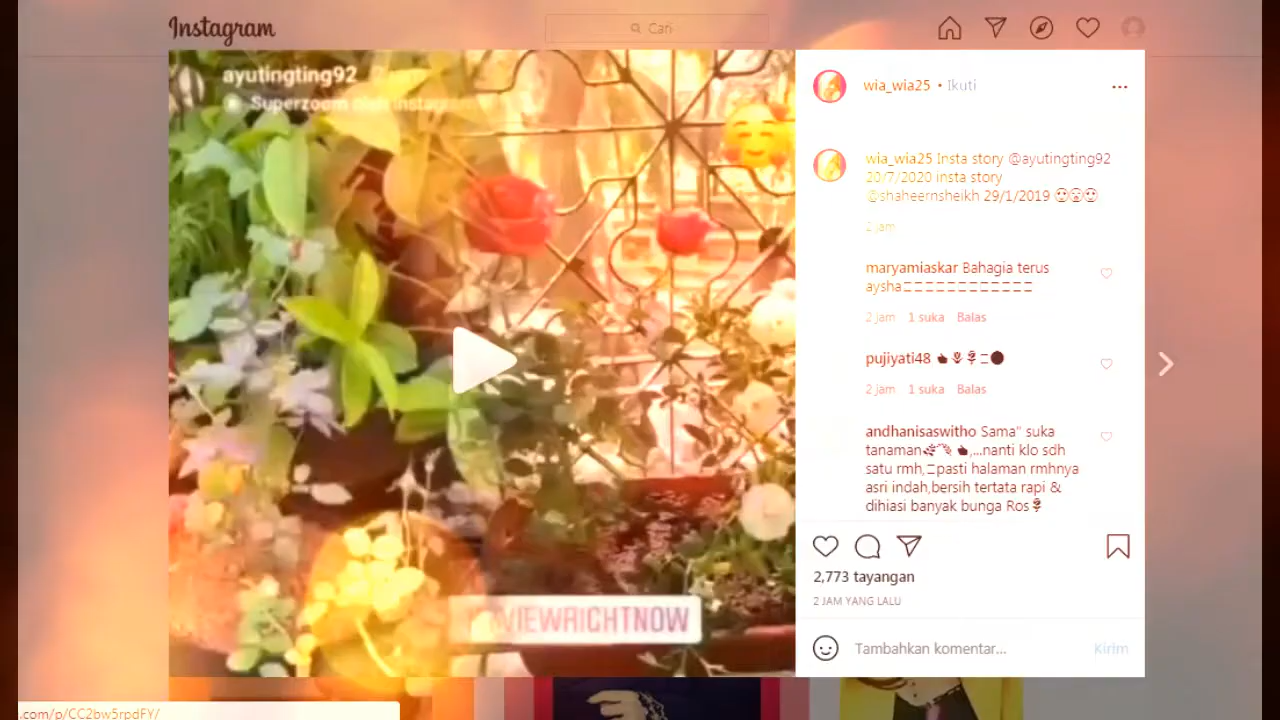 Instagram
Cari
ayutingting92
Superzoom oleh Instagram
VIEWRIGHTNOW
wia_wia25 • Ikuti
wia_wia25 Insta story @ayutingting92
20/7/2020 insta story
@shaheernsheikh 29/1/2019
2 jam
maryamiaskar Bahagia terus
aysha
2 jam 1 suka Balas
pujiyati48
2 jam 1 suka Balas
andhanisaswitho Sama" suka
tanaman ,...nanti klo sdh
satu rmh, pasti halaman rmhnya
asri indah,bersih tertata rapi &
dihiasi banyak bunga Ros
2,773 tayangan
2 JAM YANG LALU
Tambahkan komentar... Kirim
.com/p/CC2bw5rpdFY/